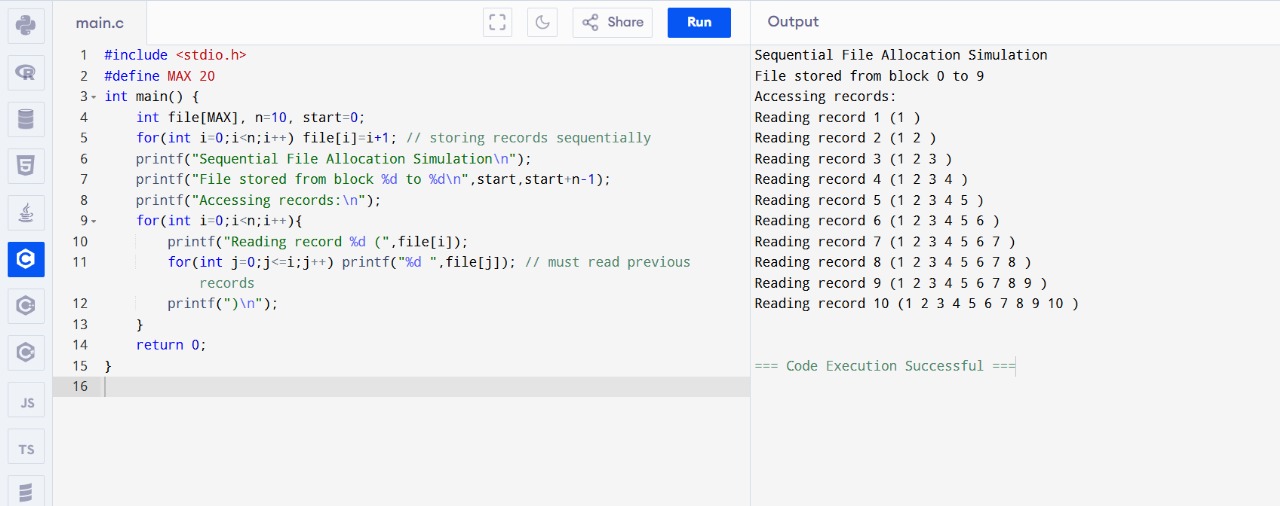 main.c
Share
Run
Output
1 #include <stdio.h>
2 #define MAX 20
3 int main() {
4 int file[MAX], n=10, start=0;
5 for(int i=0;i<n;i++) file[i]=i+1; // storing records sequentially
6 printf("Sequential File Allocation Simulation\n");
7 printf("File stored from block %d to %d\n",start,start+n-1);
8 printf("Accessing records:\n");
9 for(int i=0;i<n;i++){
10 printf("Reading record %d (",file[i]);
11 for(int j=0;j<=i;j++) printf("%d ",file[j]); // must read previous
records
12 printf(")\n");
13 }
14 return 0;
15 }
16
Sequential File Allocation Simulation
File stored from block 0 to 9
Accessing records:
Reading record 1 (1 )
Reading record 2 (1 2 )
Reading record 3 (1 2 3 )
Reading record 4 (1 2 3 4 )
Reading record 5 (1 2 3 4 5 )
Reading record 6 (1 2 3 4 5 6 )
Reading record 7 (1 2 3 4 5 6 7 )
Reading record 8 (1 2 3 4 5 6 7 8 )
Reading record 9 (1 2 3 4 5 6 7 8 9 )
Reading record 10 (1 2 3 4 5 6 7 8 9 10 )
=== Code Execution Successful ===
R
5
C
C
C
JS
TS